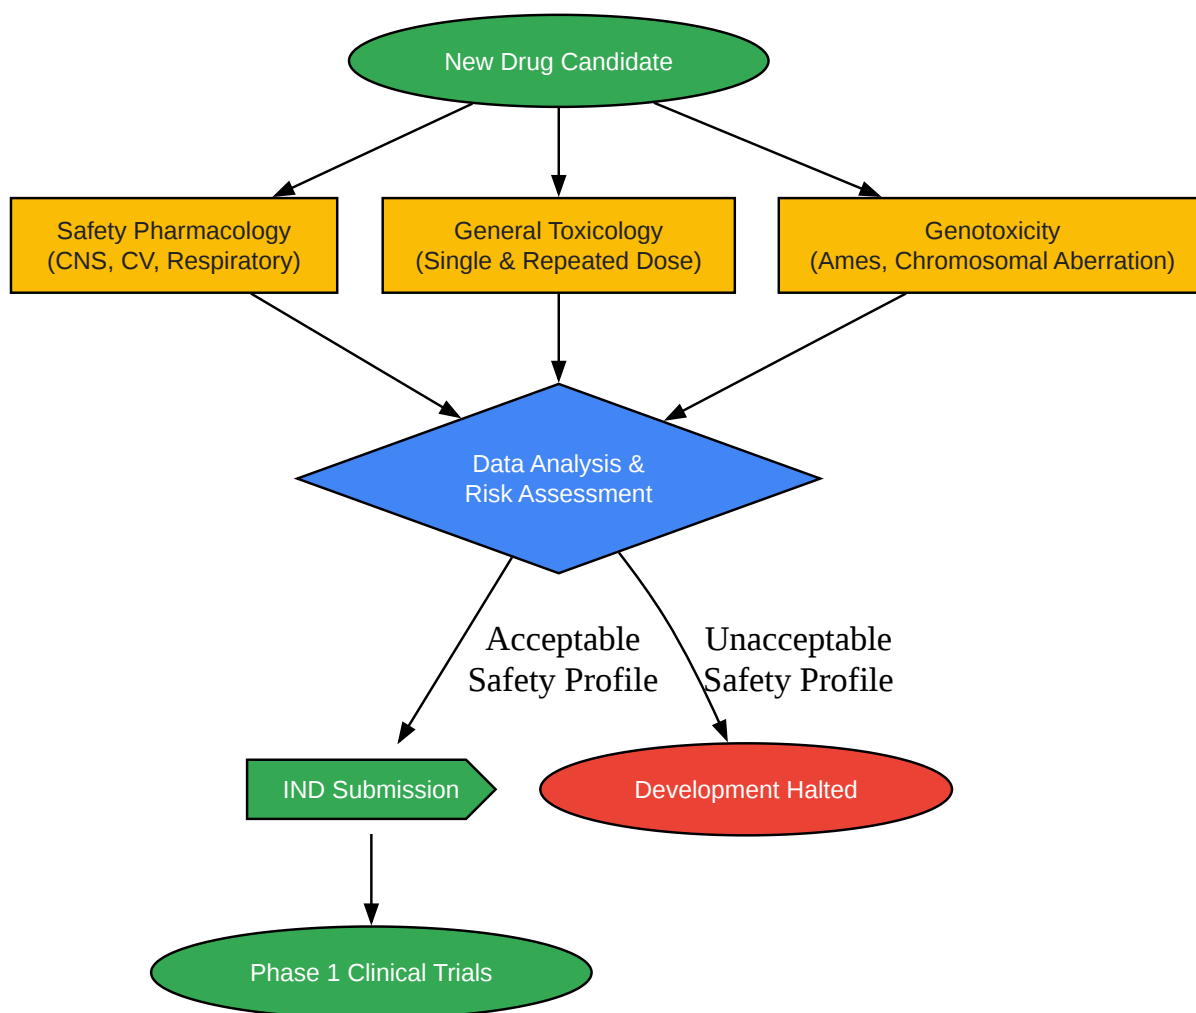 New Drug Candidate
Safety Pharmacology
(CNS, CV, Respiratory)
General Toxicology
(Single & Repeated Dose)
Genotoxicity
(Ames, Chromosomal Aberration)
Data Analysis &
Risk Assessment
Acceptable
Safety Profile
Unacceptable
Safety Profile
IND Submission
Development Halted
Phase 1 Clinical Trials